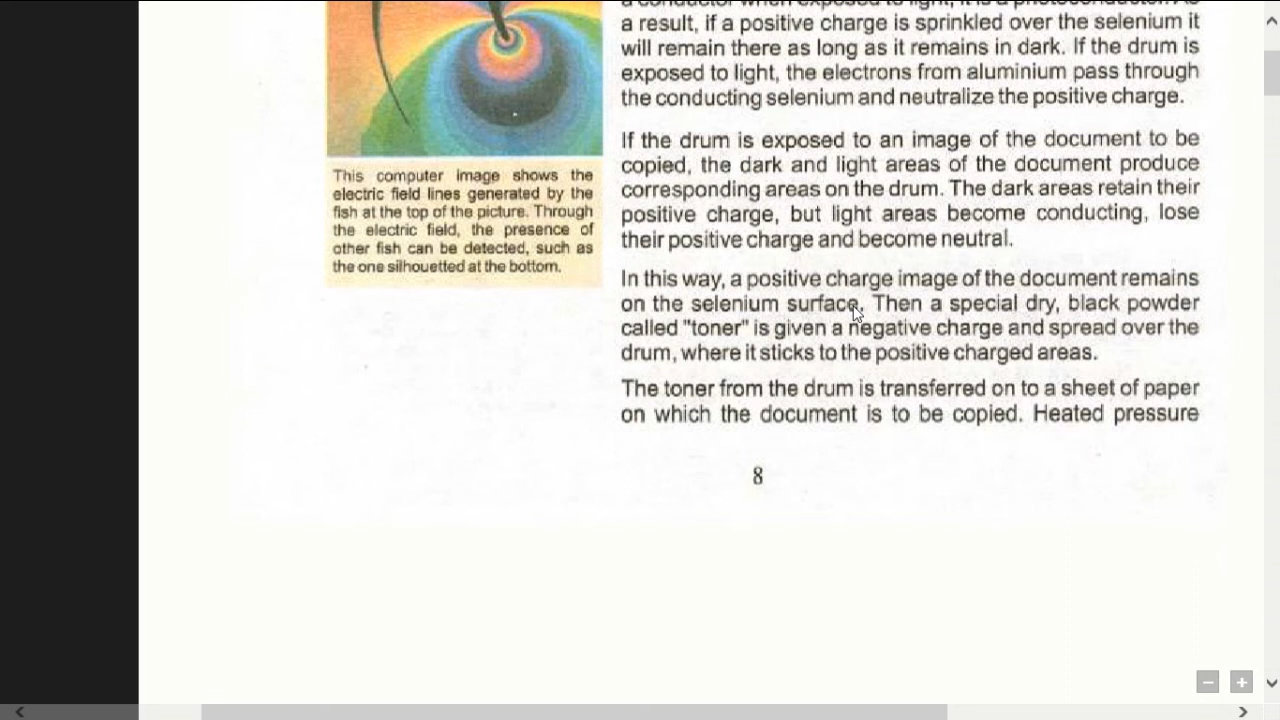 a conductor when exposed to light, it is a photoconductor. As
a result, if a positive charge is sprinkled over the selenium it
will remain there as long as it remains in dark. If the drum is
exposed to light, the electrons from aluminium pass through
the conducting selenium and neutralize the positive charge.
If the drum is exposed to an image of the document to be
copied, the dark and light areas of the document produce
corresponding areas on the drum. The dark areas retain their
positive charge, but light areas become conducting, lose
their positive charge and become neutral.
In this way, a positive charge image of the document remains
on the selenium surface. Then a special dry, black powder
called "toner" is given a negative charge and spread over the
drum, where it sticks to the positive charged areas.
The toner from the drum is transferred on to a sheet of paper
on which the document is to be copied. Heated pressure
This computer image shows the
electric field lines generated by the
fish at the top of the picture. Through
the electric field, the presence of
other fish can be detected, such as
the one silhouetted at the bottom.
8